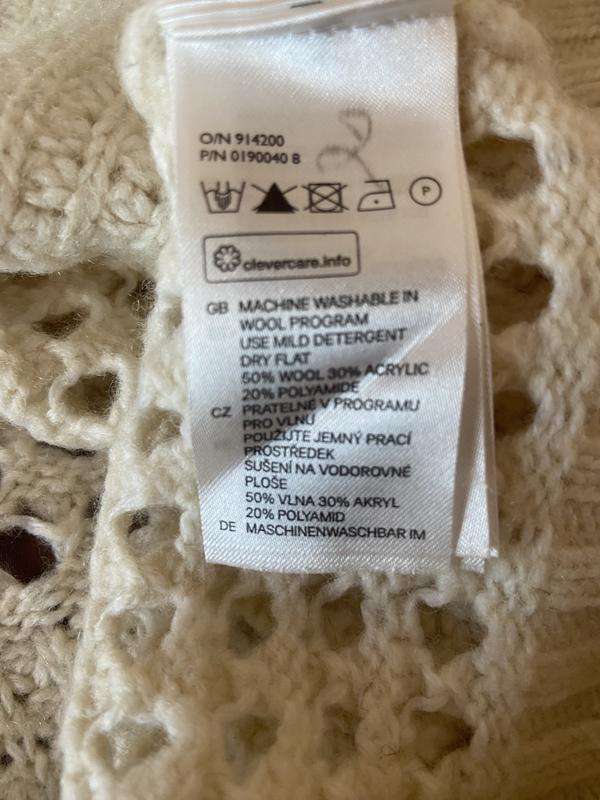 O/N 914200
P/N 0190040 8
P
clevercare.info
GB MACHINE WASHABLE IN
WOOL PROGRAM
USE MILD DETERGENT
DRY FLAT
50% WOOL 30% ACRYLIC
20% POLYAMIDE
CZ PRATELNÉ V PROGRAMU
PRO VLNU
POUŽIJTE JEMNÝ PRACÍ
PROSTŘEDEK
SUŠENÍ NA VODOROVNÉ
PLOŠE
50% VLNA 30% AKRYL
20% POLYAMID
DE MASCHINENWASCHBAR IM